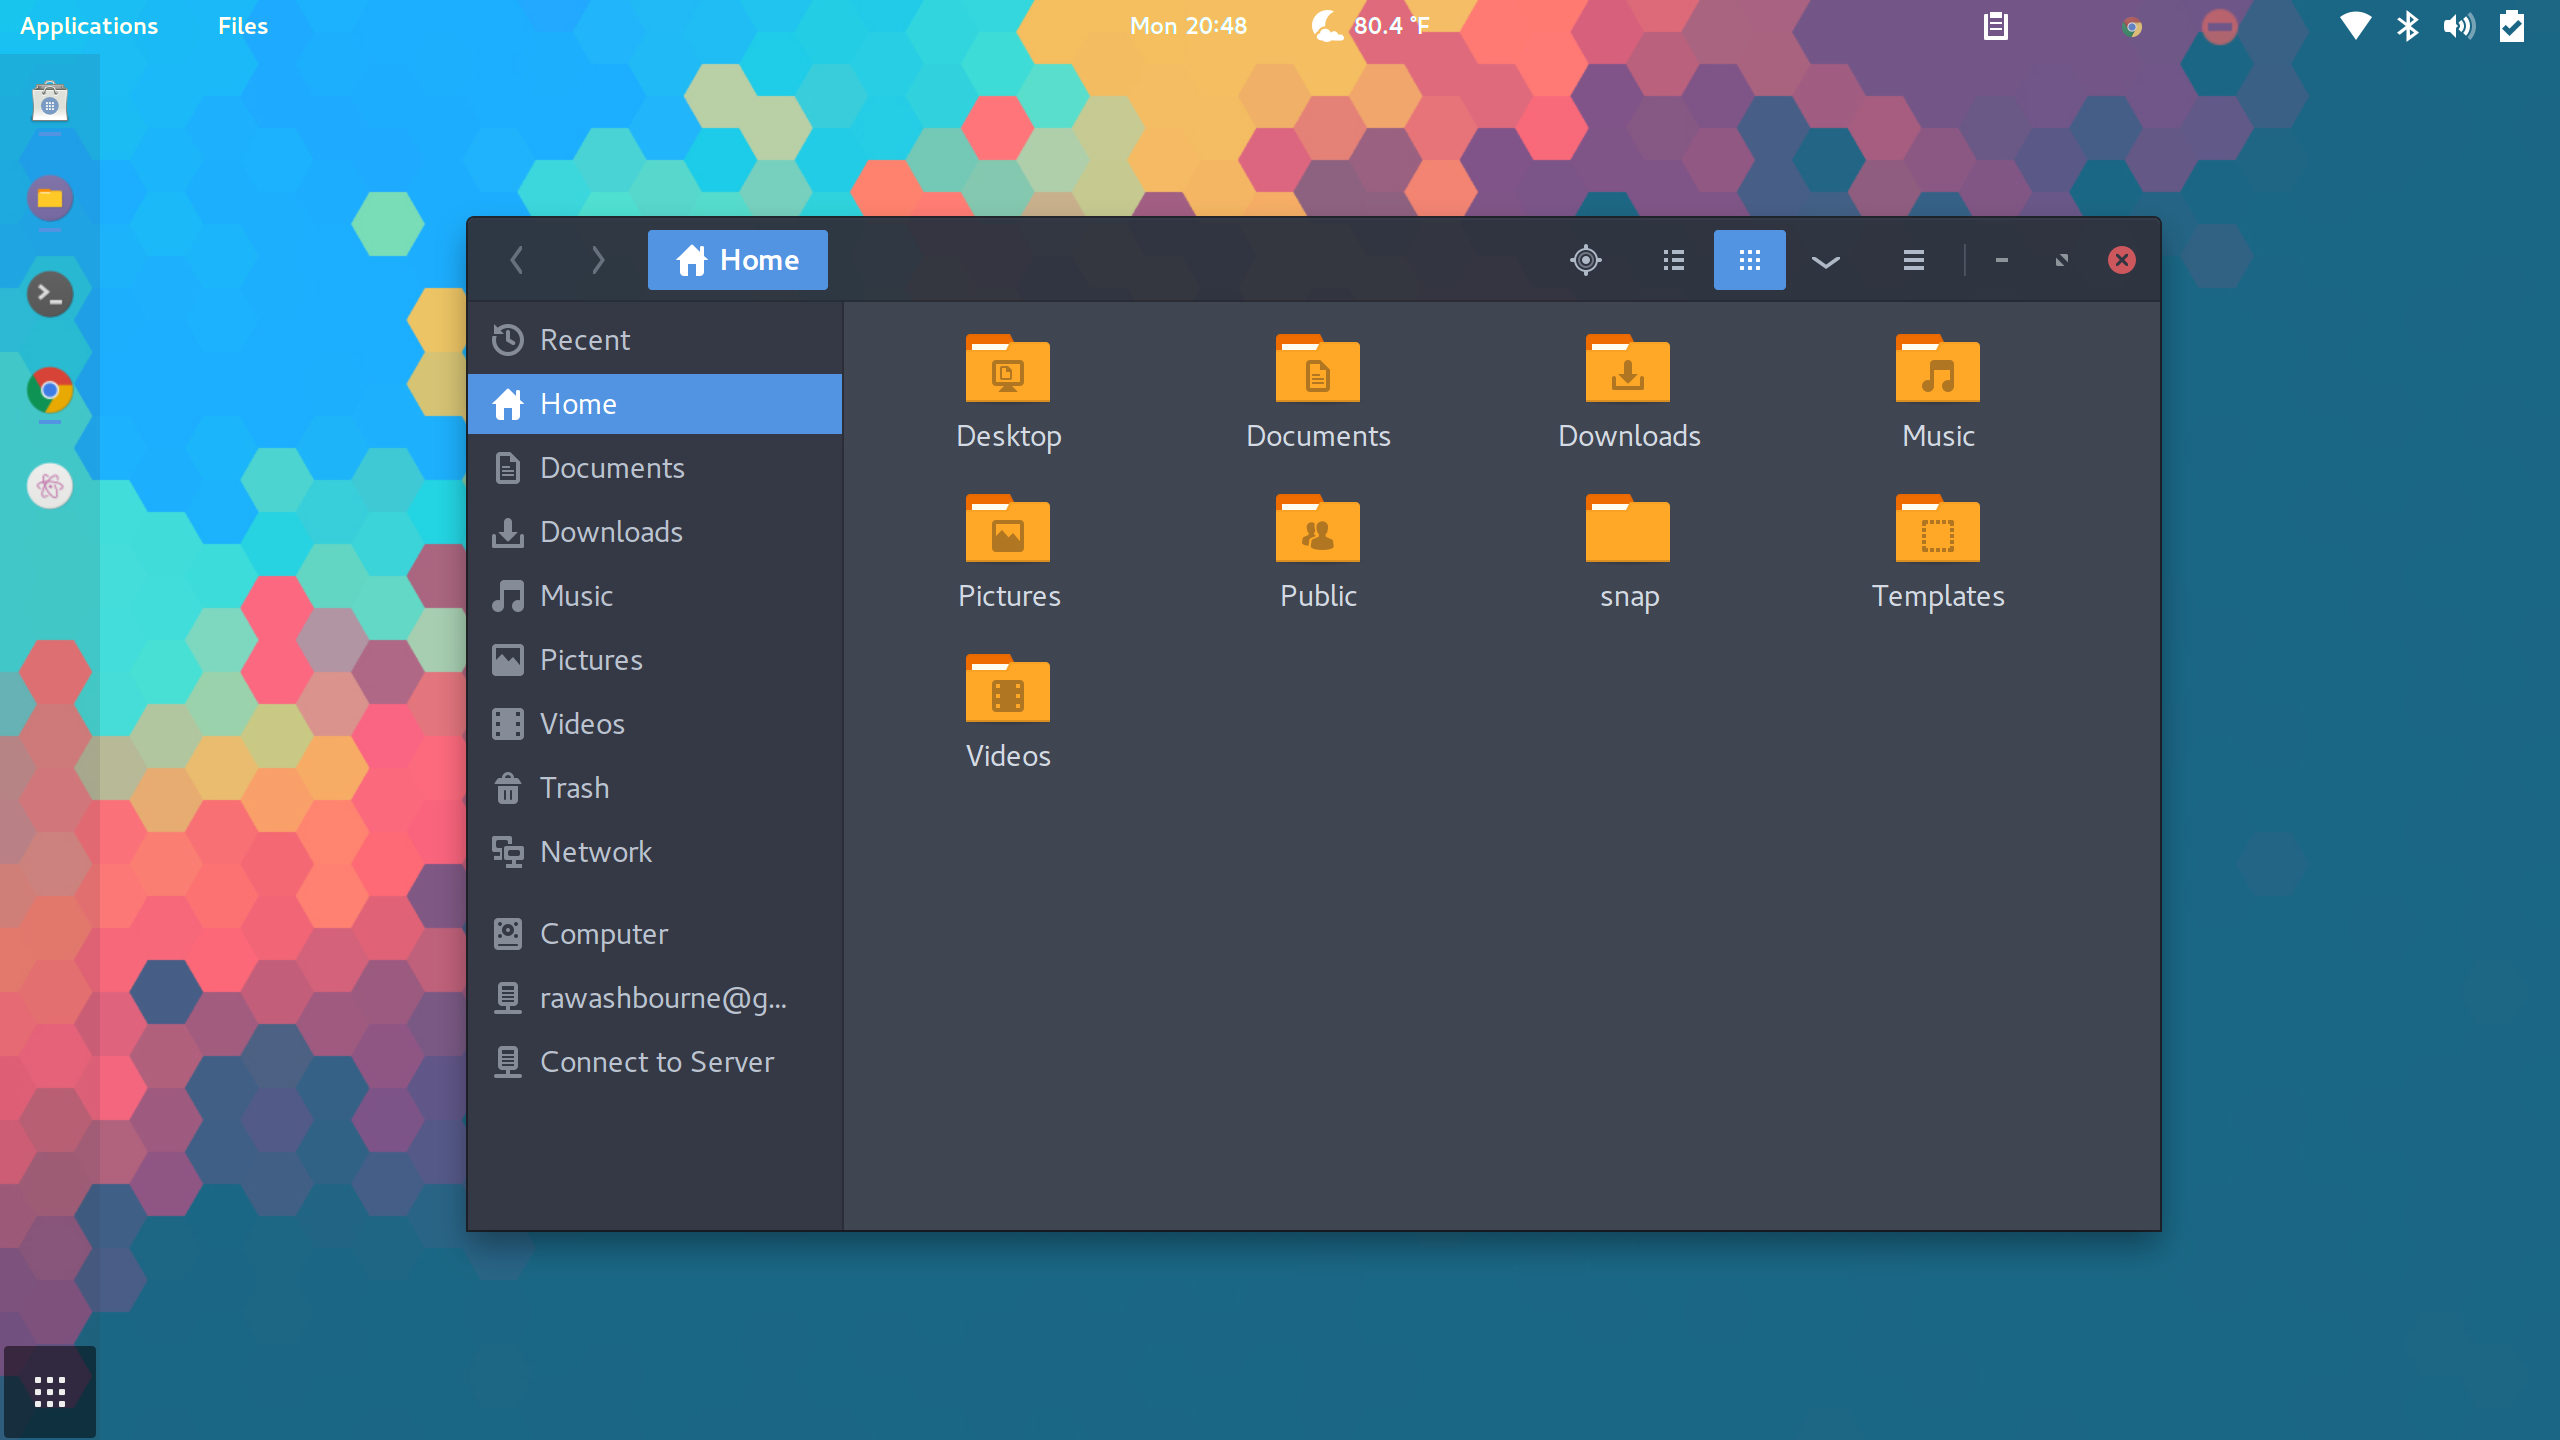 Applications Files Mon 20:48 80.4 °F
Home
Recent
Home
Documents
Downloads
Music
Pictures
Videos
Trash
Network
Computer
rawashbourne@g...
Connect to Server
Desktop Documents Downloads Music
Pictures Public snap Templates
Videos